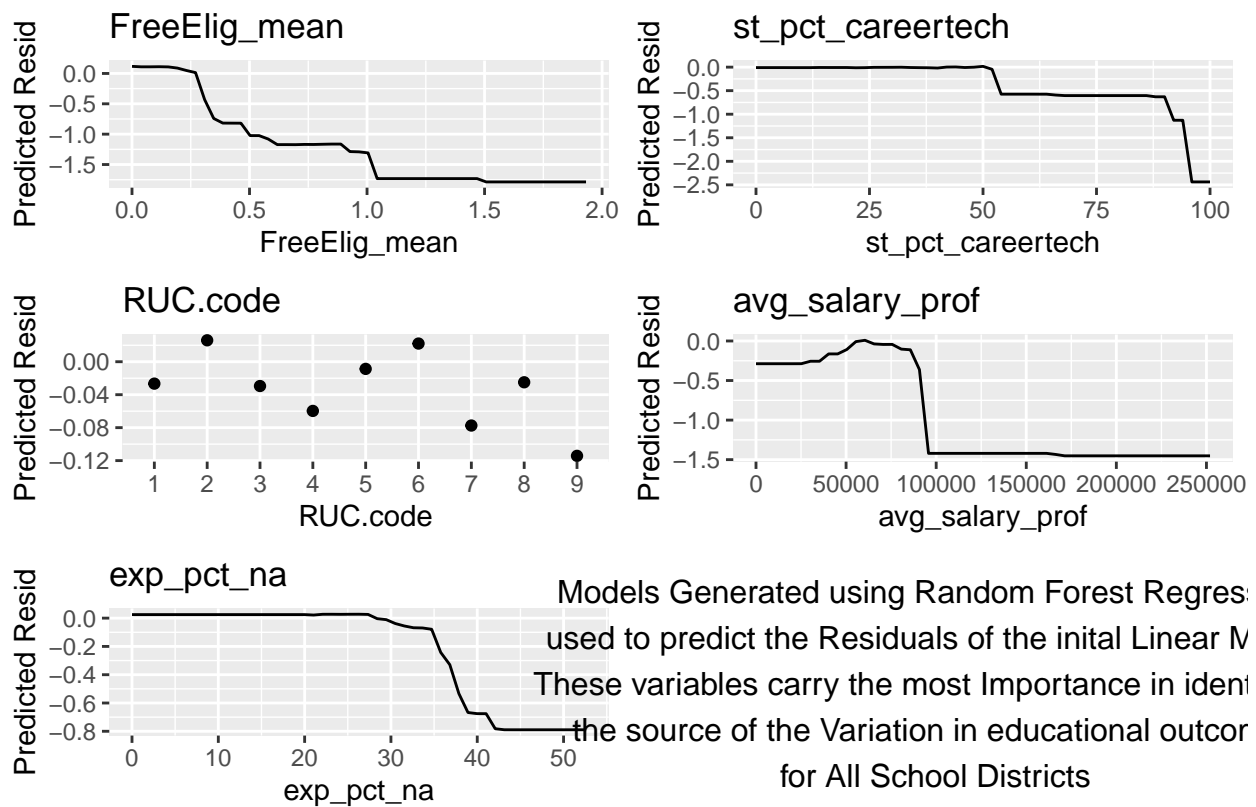 FreeElig_mean
Predicted Resid
0.0
−0.5
−1.0
−1.5
0.0 0.5 1.0 1.5 2.0
FreeElig_mean
st_pct_careertech
Predicted Resid
0.0
−0.5
−1.0
−1.5
−2.0
−2.5
0 25 50 75 100
st_pct_careertech
RUC.code
Predicted Resid
0.00
−0.04
−0.08
−0.12
1 2 3 4 5 6 7 8 9
RUC.code
avg_salary_prof
Predicted Resid
0.0
−0.5
−1.0
−1.5
0 50000 100000 150000 200000 250000
avg_salary_prof
exp_pct_na
Predicted Resid
0.0
−0.2
−0.4
−0.6
−0.8
0 10 20 30 40 50
exp_pct_na
Models Generated using Random Forest Regress
used to predict the Residuals of the inital Linear M
These variables carry the most Importance in ident
the source of the Variation in educational outcor
for All School Districts